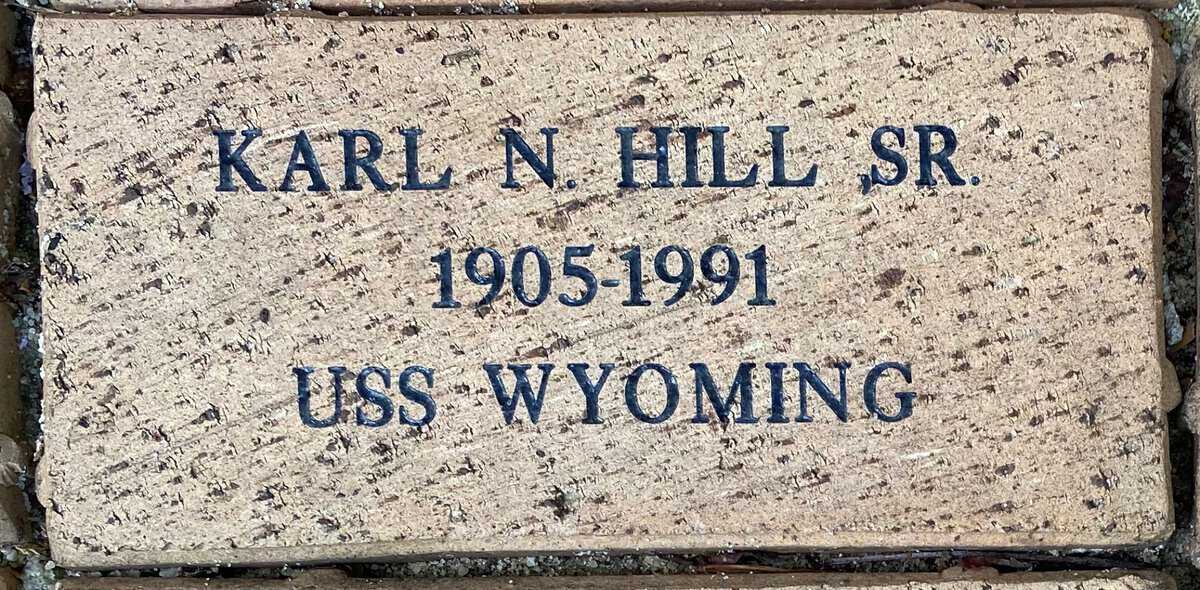 KARL N. HILL ,SR.
1905-1991
USS WYOMING